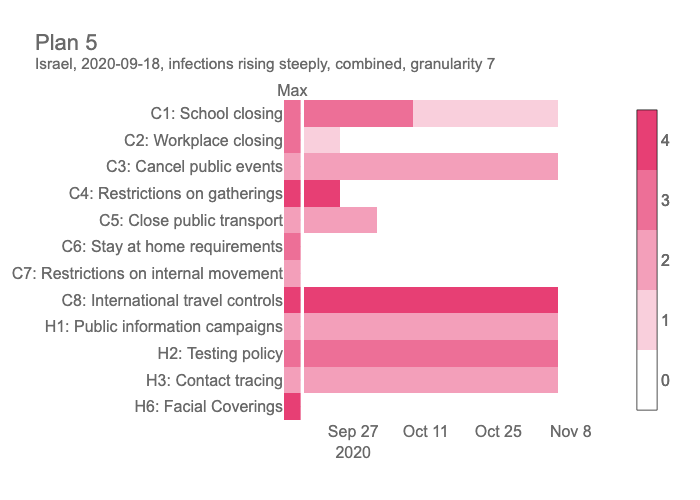 Plan 5
Israel, 2020-09-18, infections rising steeply, combined, granularity 7
Max
C1: School closing
C2: Workplace closing
C3: Cancel public events
C4: Restrictions on gatherings
C5: Close public transport
C6: Stay at home requirements
C7: Restrictions on internal movement
C8: International travel controls
H1: Public information campaigns
H2: Testing policy
H3: Contact tracing
H6: Facial Coverings
Sep 27 Oct 11 Oct 25 Nov 8
2020
4
3
2
1
0